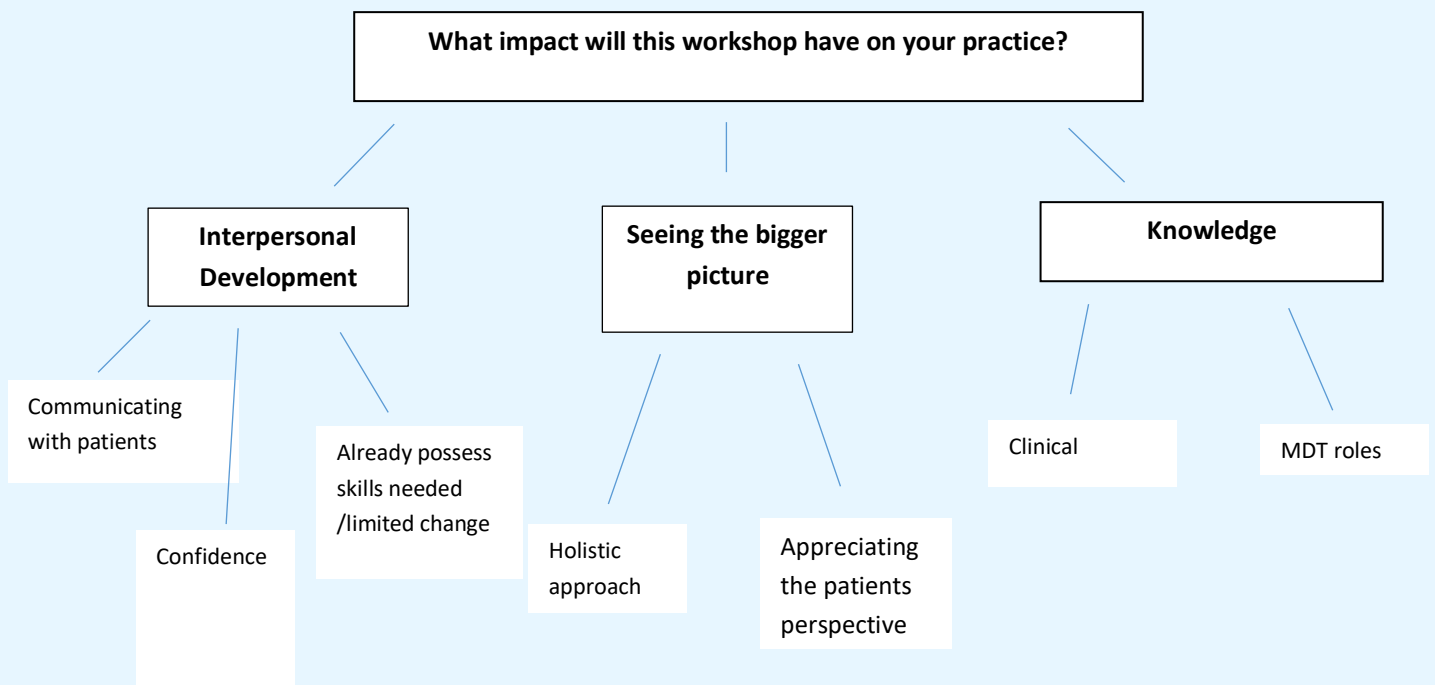 What impact will this workshop have on your practice?
Interpersonal
Development
Seeing the bigger
picture
Knowledge
Communicating
with patients
Confidence
Already possess
skills needed
/limited change
Holistic
approach
Appreciating
the patients
perspective
Clinical
MDT roles